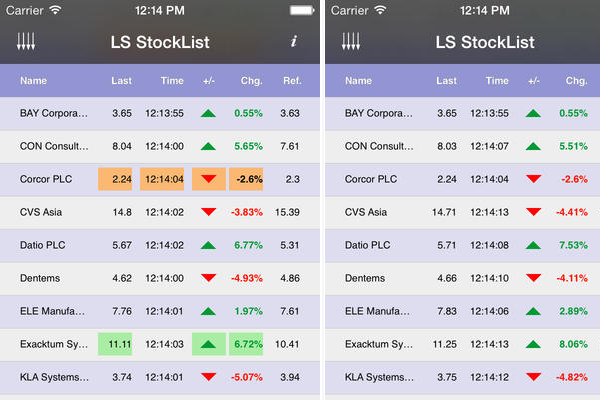 Carrier 12:14 PM
LS StockList i
Name Last Time +/- Chg. Ref.
BAY Corpora... 3.65 12:13:55 0.55% 3.63
CON Consult... 8.04 12:14:00 5.65% 7.61
Corcor PLC 2.24 12:14:04 -2.6% 2.3
CVS Asia 14.8 12:14:02 -3.83% 15.39
Datio PLC 5.67 12:14:02 6.77% 5.31
Dentems 4.62 12:14:00 -4.93% 4.86
ELE Manufa... 7.76 12:14:01 1.97% 7.61
Exacktum Sy... 11.11 12:14:03 6.72% 10.41
KLA Systems... 3.74 12:14:01 -5.07% 3.94
Carrier 12:14 PM
LS StockList
Name Last Time +/- Chg.
BAY Corpora... 3.65 12:13:55 0.55%
CON Consult... 8.03 12:14:07 5.51%
Corcor PLC 2.24 12:14:04 -2.6%
CVS Asia 14.71 12:14:13 -4.41%
Datio PLC 5.71 12:14:08 7.53%
Dentems 4.66 12:14:10 -4.11%
ELE Manufa... 7.83 12:14:06 2.89%
Exacktum Sy... 11.25 12:14:13 8.06%
KLA Systems... 3.75 12:14:12 -4.82%